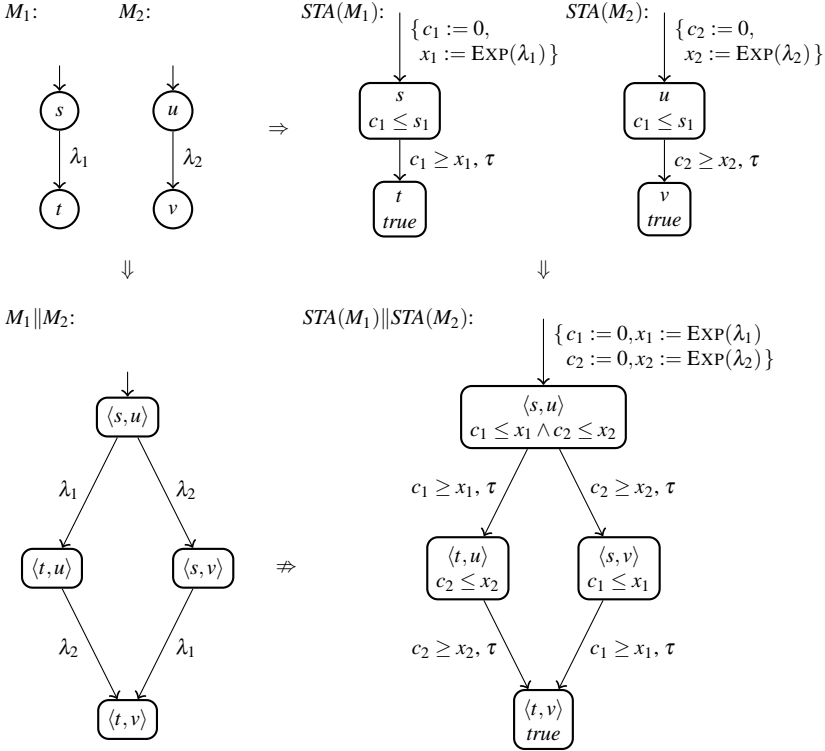 M₁: M₂: STA(M₁): STA(M₂):
{c₁ := 0, {c₂ := 0,
x₁ := EXP(λ₁)} x₂ := EXP(λ₂)}
s u ⇒ s u
c₁ ≤ s₁ c₁ ≤ s₁
λ₁ λ₂ c₁ ≥ x₁, τ c₂ ≥ x₂, τ
t v t v
true true
⇓ ⇓
M₁||M₂: STA(M₁)||STA(M₂):
{c₁ := 0, x₁ := EXP(λ₁)
c₂ := 0, x₂ := EXP(λ₂)}
⟨s,u⟩ ⟨s,u⟩
c₁ ≤ x₁ ∧ c₂ ≤ x₂
λ₁ λ₂ c₁ ≥ x₁, τ c₂ ≥ x₂, τ
⟨t,u⟩ ⟨s,v⟩ ⇏ ⟨t,u⟩ ⟨s,v⟩
c₂ ≤ x₂ c₁ ≤ x₁
λ₂ λ₁ c₂ ≥ x₂, τ c₁ ≥ x₁, τ
⟨t,v⟩ ⟨t,v⟩
true